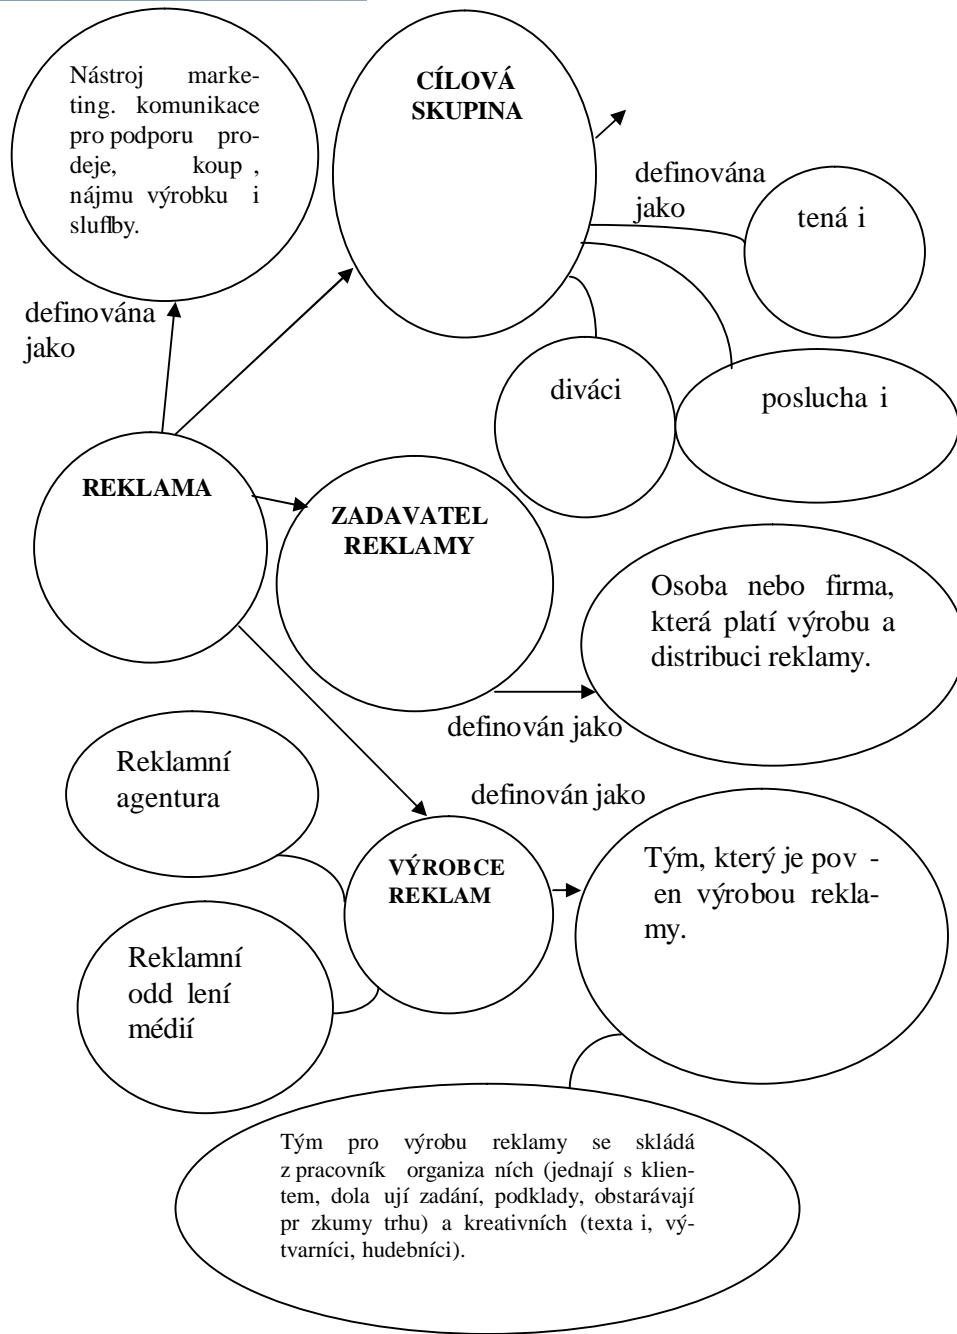 Nástroj marke-
ting. komunikace
pro podporu pro-
deje, koup ,
nájmu výrobku i
sluflby.
CÍLOVÁ
SKUPINA
definována
jako
tená i
definována
jako
diváci
poslucha i
REKLAMA
ZADAVATEL
REKLAMY
Osoba nebo firma,
která platí výrobu a
distribuci reklamy.
definován jako
Reklamní
agentura
definován jako
VÝROBCE
REKLAM
Tým, který je pov -
en výrobou rekla-
my.
Reklamní
odd lení
médií
Tým pro výrobu reklamy se skládá
z pracovník organiza ních (jednají s klien-
tem, dola ují zadání, podklady, obstarávají
pr zkumy trhu) a kreativních (texta i, vý-
tvarníci, hudebníci).